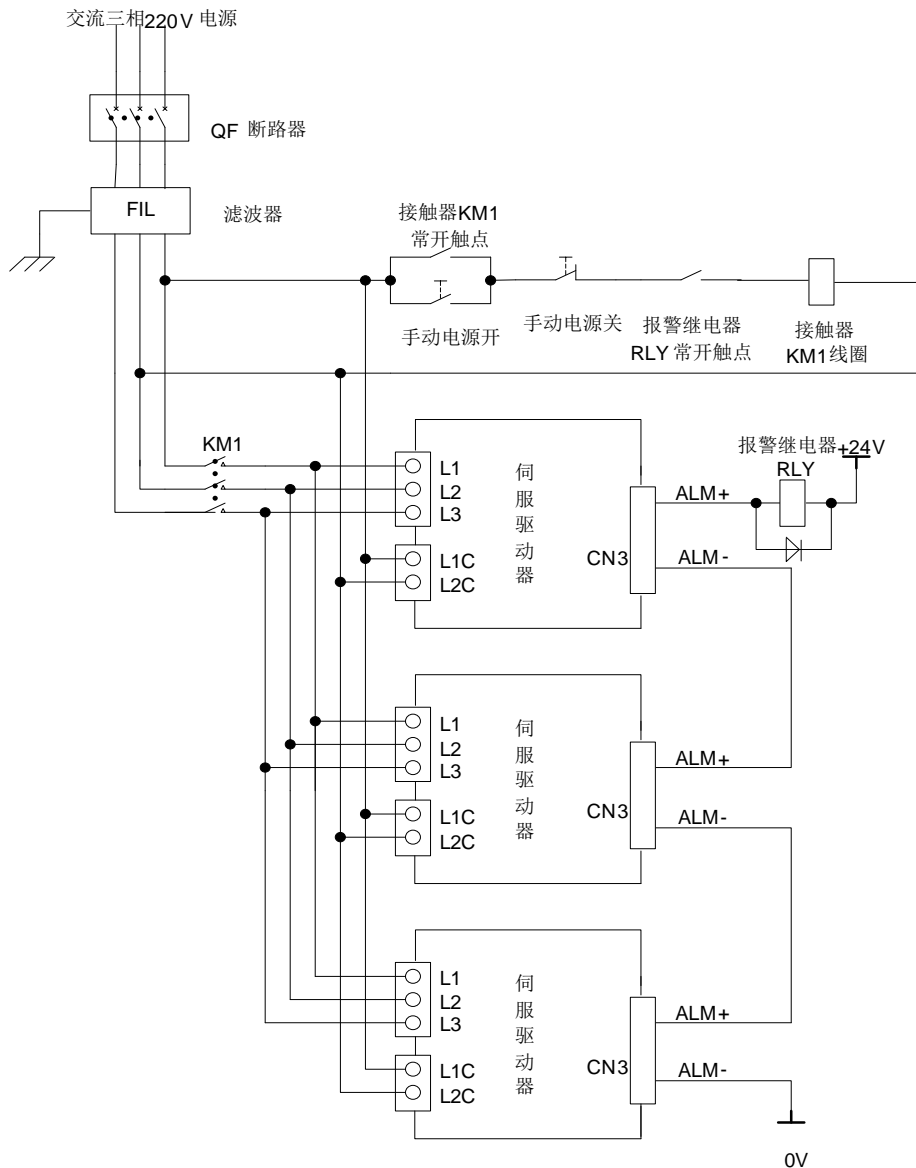 交流三相220V 电源
QF 断路器
FIL
滤波器
接触器KM1
常开触点
手动电源开
手动电源关
报警继电器
RLY 常开触点
接触器
KM1线圈
KM1
L1
L2
L3
L1C
L2C
伺服驱动器
CN3
ALM+
ALM-
报警继电器
RLY
+24V
L1
L2
L3
L1C
L2C
伺服驱动器
CN3
ALM+
ALM-
L1
L2
L3
L1C
L2C
伺服驱动器
CN3
ALM+
ALM-
0V